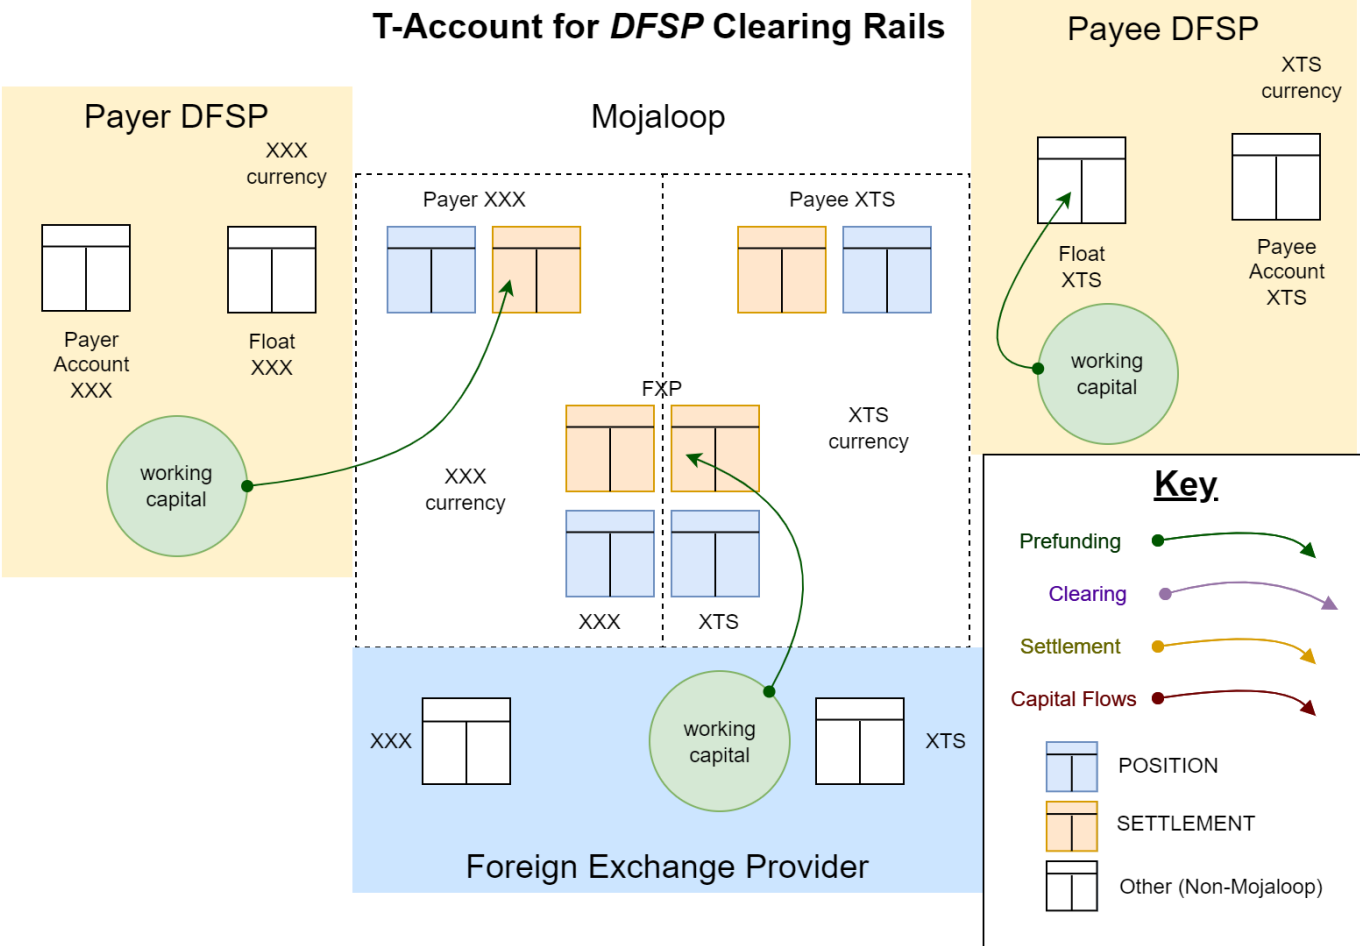 T-Account for DFSP Clearing Rails
Payer DFSP
XXX
currency
Payer
Account
XXX
Float
XXX
working
capital
Mojaloop
Payer XXX
Payee XTS
FXP
XXX
currency
XTS
currency
XXX
XTS
Payee DFSP
XTS
currency
Float
XTS
Payee
Account
XTS
working
capital
XXX
working
capital
XTS
Foreign Exchange Provider
Key
Prefunding
Clearing
Settlement
Capital Flows
POSITION
SETTLEMENT
Other (Non-Mojaloop)